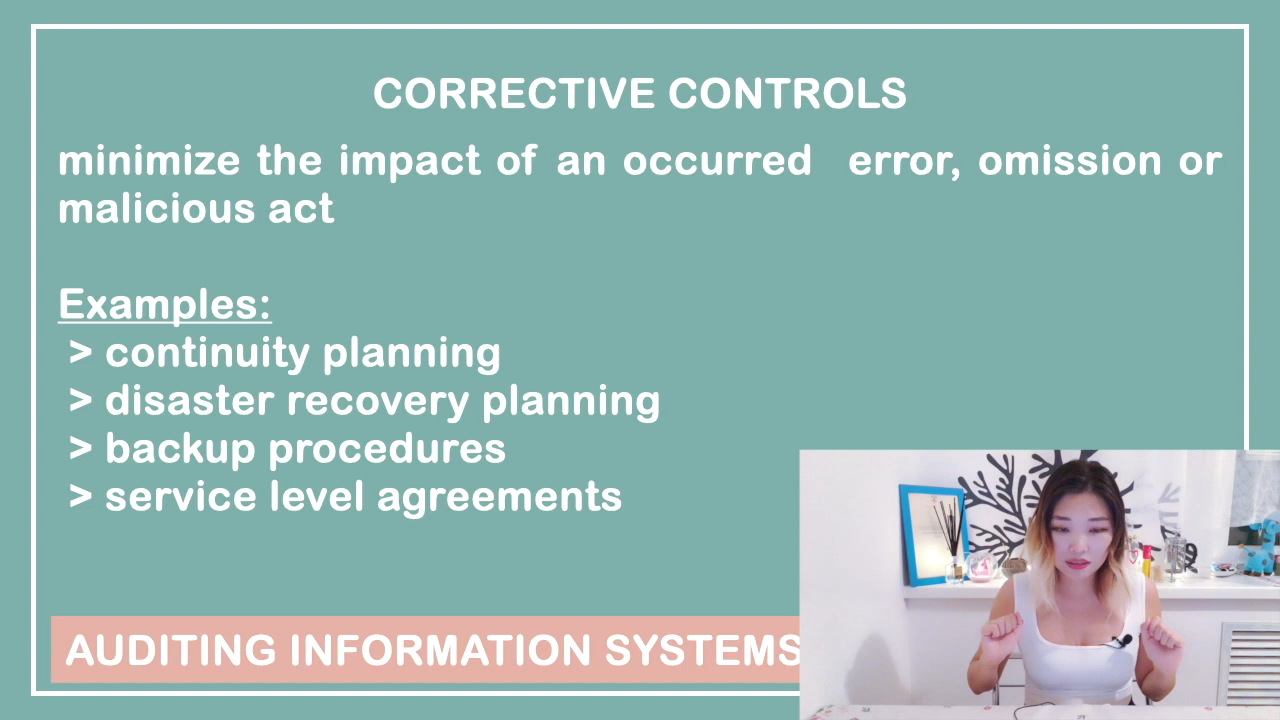 CORRECTIVE CONTROLS
minimize the impact of an occurred error, omission or
malicious act
Examples:
> continuity planning
> disaster recovery planning
> backup procedures
> service level agreements
AUDITING INFORMATION SYSTEMS